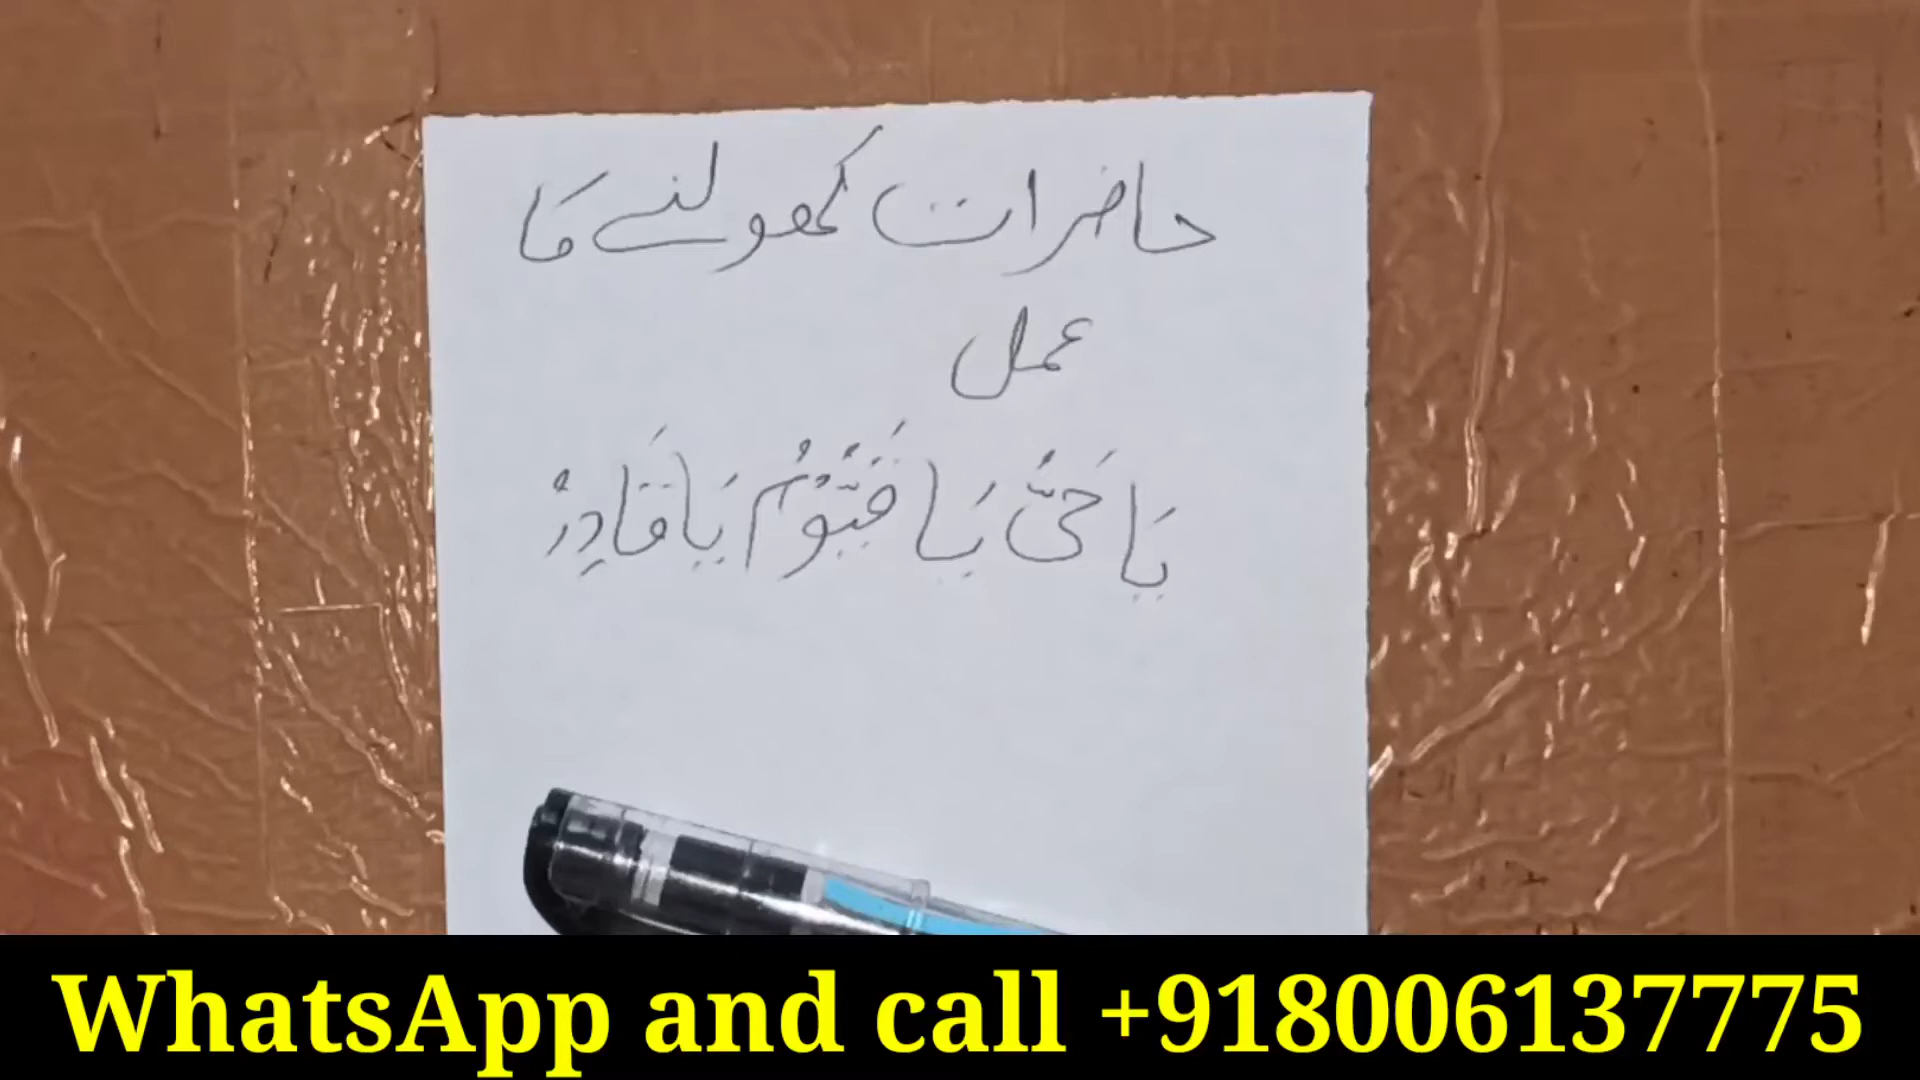 حاضرات کھولنے کا
عمل
یَا حَیُّ یَا قَیُّوْمُ یَا قَادِرُ
WhatsApp and call +918006137775